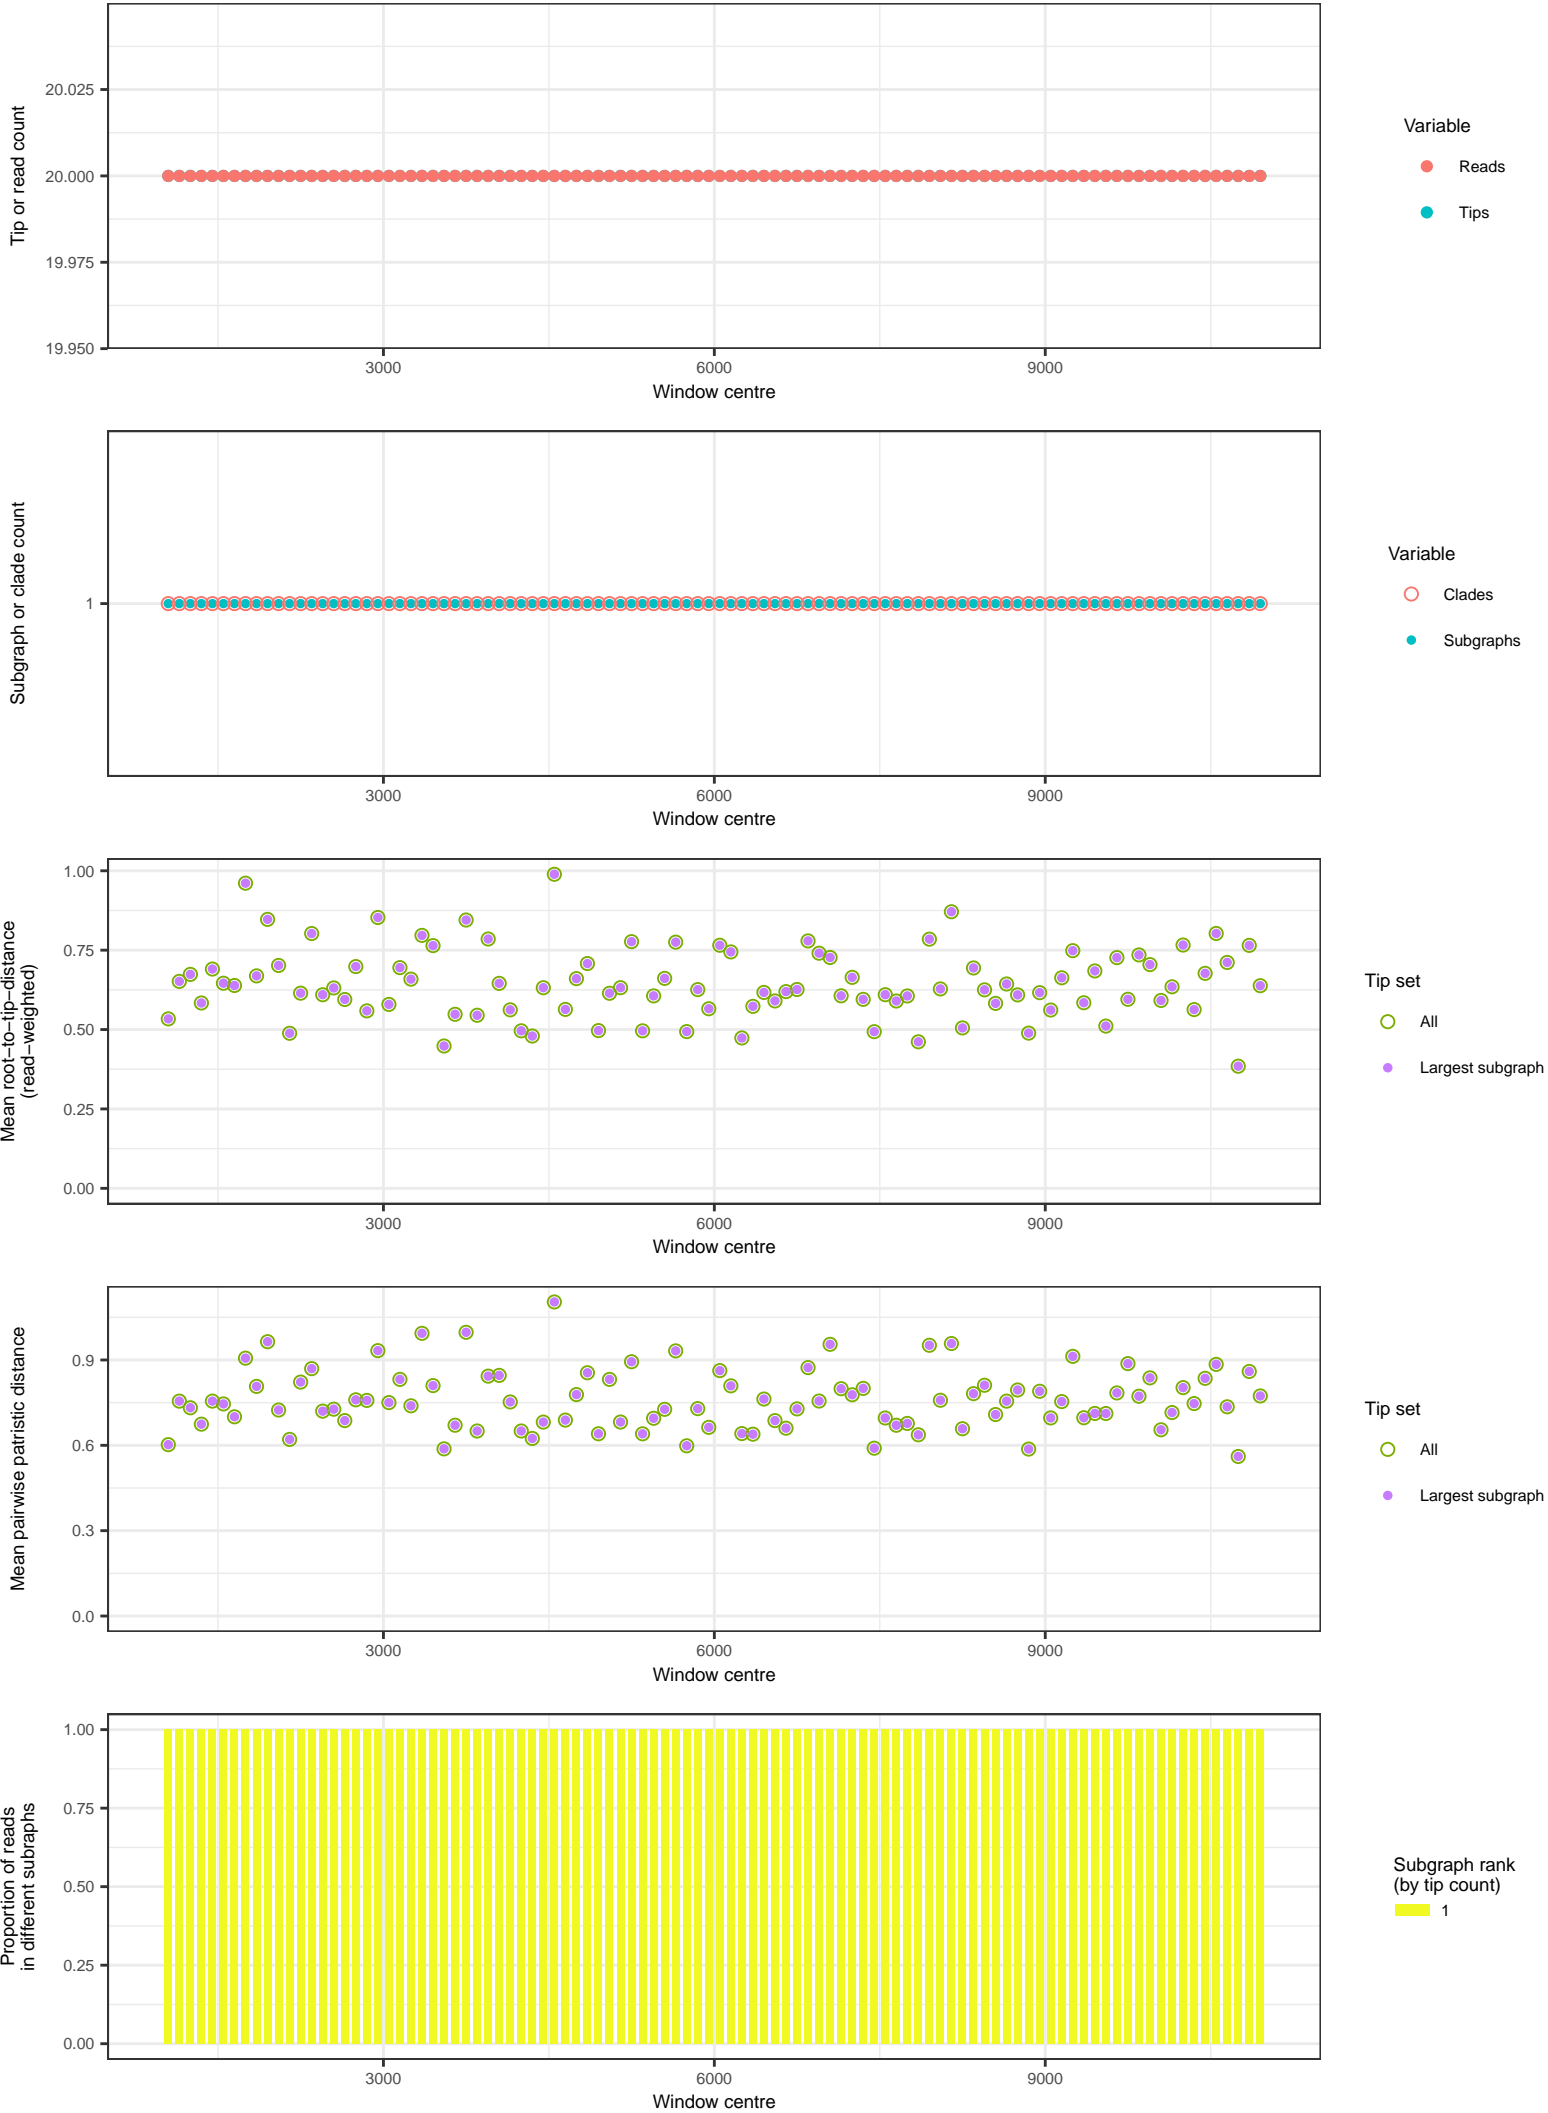 Tip or read count
20.025
20.000
19.975
19.950
3000
6000
9000
Window centre
Variable
Reads
Tips
Subgraph or clade count
1
3000
6000
9000
Window centre
Variable
Clades
Subgraphs
Mean root−to−tip−distance
(read−weighted)
1.00
0.75
0.50
0.25
0.00
3000
6000
9000
Window centre
Tip set
All
Largest subgraph
Mean pairwise patristic distance
0.9
0.6
0.3
0.0
3000
6000
9000
Window centre
Tip set
All
Largest subgraph
Proportion of reads
in different subraphs
1.00
0.75
0.50
0.25
0.00
3000
6000
9000
Window centre
Subgraph rank
(by tip count)
1